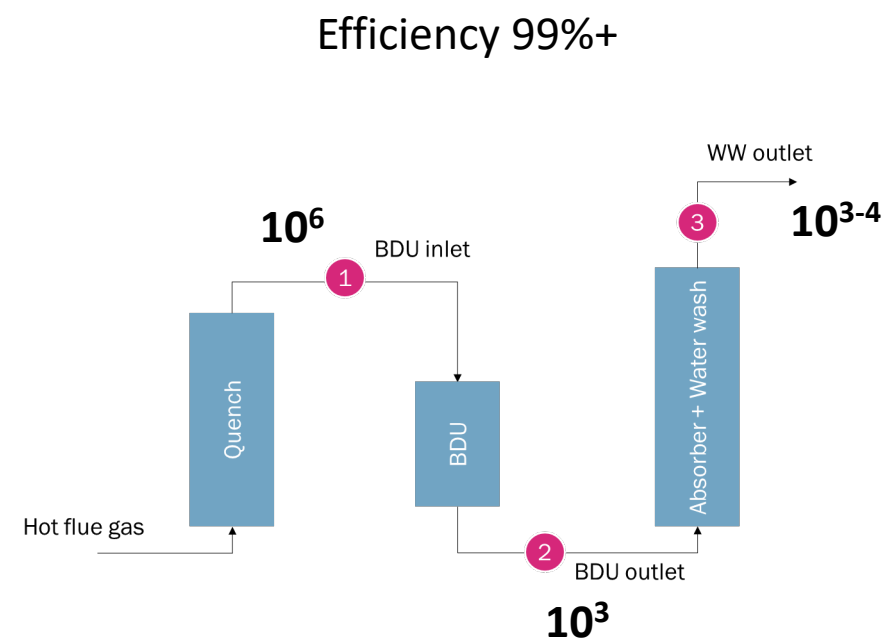 Efficiency 99%+
WW outlet
10³⁻⁴
3
10⁶
BDU inlet
1
Quench
BDU
Absorber + Water wash
Hot flue gas
2
BDU outlet
10³